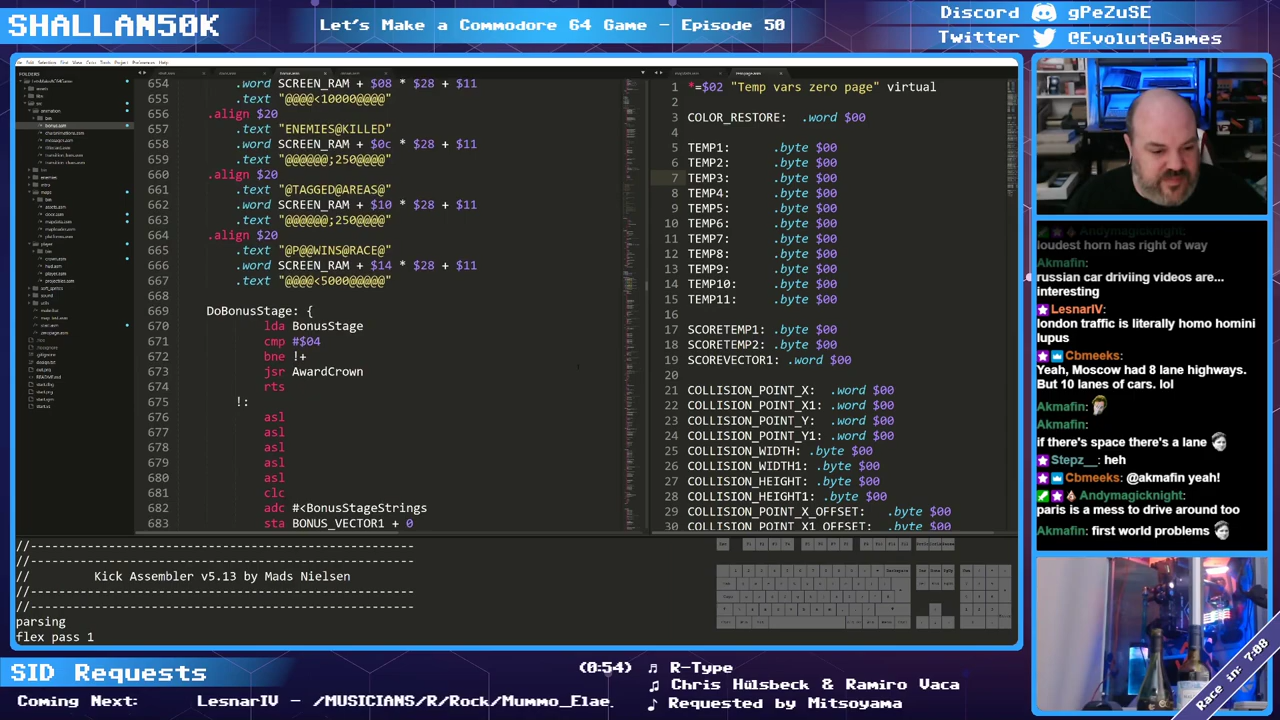 SHALLAN50K
Let's Make a Commodore 64 Game – Episode 50
Discord gPeZuSE
Twitter @EvoluteGames
FOLDERS
654 .word SCREEN_RAM + $08 * $28 + $11
655 .text "@@@@<10000@@@@"
656 .align $20
657 .text "ENEMIES@KILLED"
658 .word SCREEN_RAM + $0c * $28 + $11
659 .text "@@@@@;250@@@@"
660 .align $20
661 .text "@TAGGED@AREAS@"
662 .word SCREEN_RAM + $10 * $28 + $11
663 .text "@@@@@;250@@@@"
664 .align $20
665 .text "@P@@WINS@RACE@"
666 .word SCREEN_RAM + $14 * $28 + $11
667 .text "@@@@<5000@@@@"
668
669 DoBonusStage: {
670 lda BonusStage
671 cmp #$04
672 bne !+
673 jsr AwardCrown
674 rts
675 !:
676 asl
677 asl
678 asl
679 asl
680 asl
681 clc
682 adc #<BonusStageStrings
683 sta BONUS_VECTOR1 + 0
1 *=$02 "Temp vars zero page" virtual
2
3 COLOR_RESTORE: .word $00
4
5 TEMP1: .byte $00
6 TEMP2: .byte $00
7 TEMP3: .byte $00
8 TEMP4: .byte $00
9 TEMP5: .byte $00
10 TEMP6: .byte $00
11 TEMP7: .byte $00
12 TEMP8: .byte $00
13 TEMP9: .byte $00
14 TEMP10: .byte $00
15 TEMP11: .byte $00
16
17 SCORETEMP1: .byte $00
18 SCORETEMP2: .byte $00
19 SCOREVECTOR1: .word $00
20
21 COLLISION_POINT_X: .word $00
22 COLLISION_POINT_X1: .word $00
23 COLLISION_POINT_Y: .word $00
24 COLLISION_POINT_Y1: .word $00
25 COLLISION_WIDTH: .byte $00
26 COLLISION_WIDTH1: .byte $00
27 COLLISION_HEIGHT: .byte $00
28 COLLISION_HEIGHT1: .byte $00
29 COLLISION_POINT_X_OFFSET: .byte $00
30 COLLISION_POINT_Y_OFFSET: .byte $00
//------------------------------------------------------
//------------------------------------------------------
// Kick Assembler v5.13 by Mads Nielsen
//------------------------------------------------------
//------------------------------------------------------
parsing
flex pass 1
Andymagicknight:
loudest horn has right of way
Akmafin:
russian car driviing videos are...
interesting
LesnarIV:
london traffic is literally homo homini
lupus
Cbmeeks:
Yeah, Moscow had 8 lane highways.
But 10 lanes of cars. lol
Akmafin:
Akmafin:
if there's space there's a lane
Stepz__: heh
Cbmeeks: @akmafin yeah!
Andymagicknight:
paris is a mess to drive around too
Akmafin: first world problems
SID Requests
Coming Next: LesnarIV – /MUSICIANS/R/Rock/Mummo_Elae
(0:54) R-Type
Chris Hülsbeck & Ramiro Vaca
Requested by Mitsoyama
Race in: 7:08